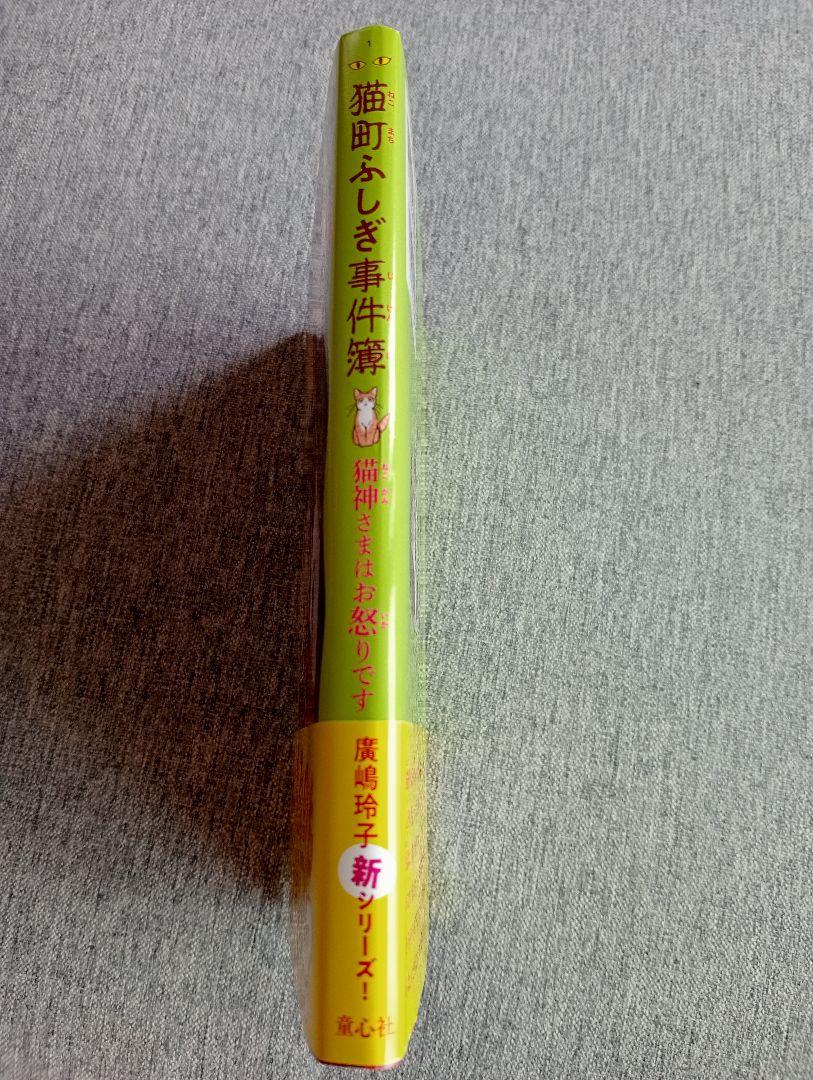 1
猫町ふしぎ事件簿
猫神さまはお怒りです
廣嶋玲子
新シリーズ!
童心社